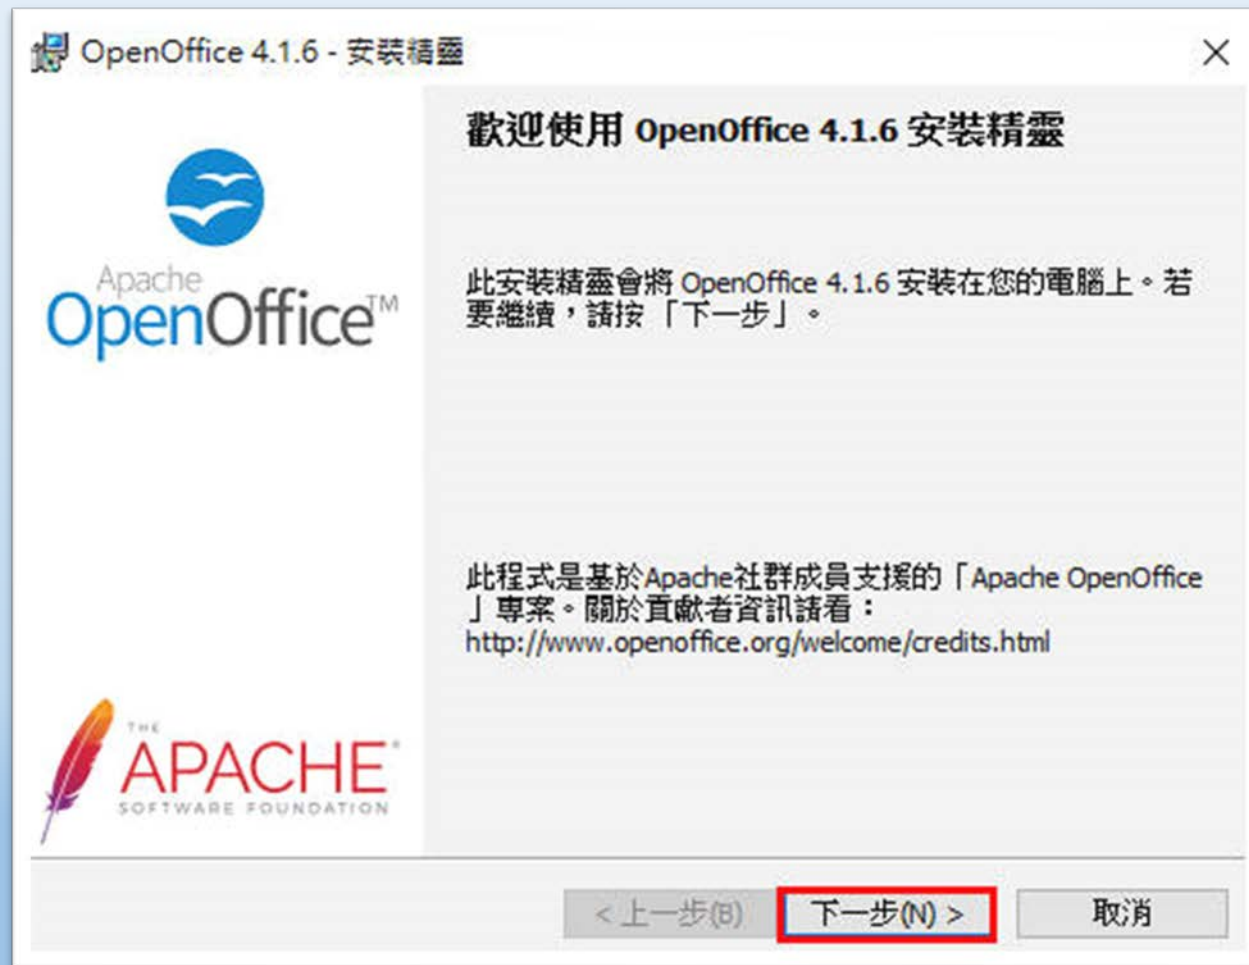 OpenOffice 4.1.6 - 安裝精靈
歡迎使用 OpenOffice 4.1.6 安裝精靈
Apache
OpenOffice™
此安裝精靈會將 OpenOffice 4.1.6 安裝在您的電腦上。若
要繼續，請按「下一步」。
此程式是基於Apache社群成員支援的「Apache OpenOffice
」專案。關於貢獻者資訊請看：
http://www.openoffice.org/welcome/credits.html
THE
APACHE®
SOFTWARE FOUNDATION
< 上一步(B)
下一步(N) >
取消